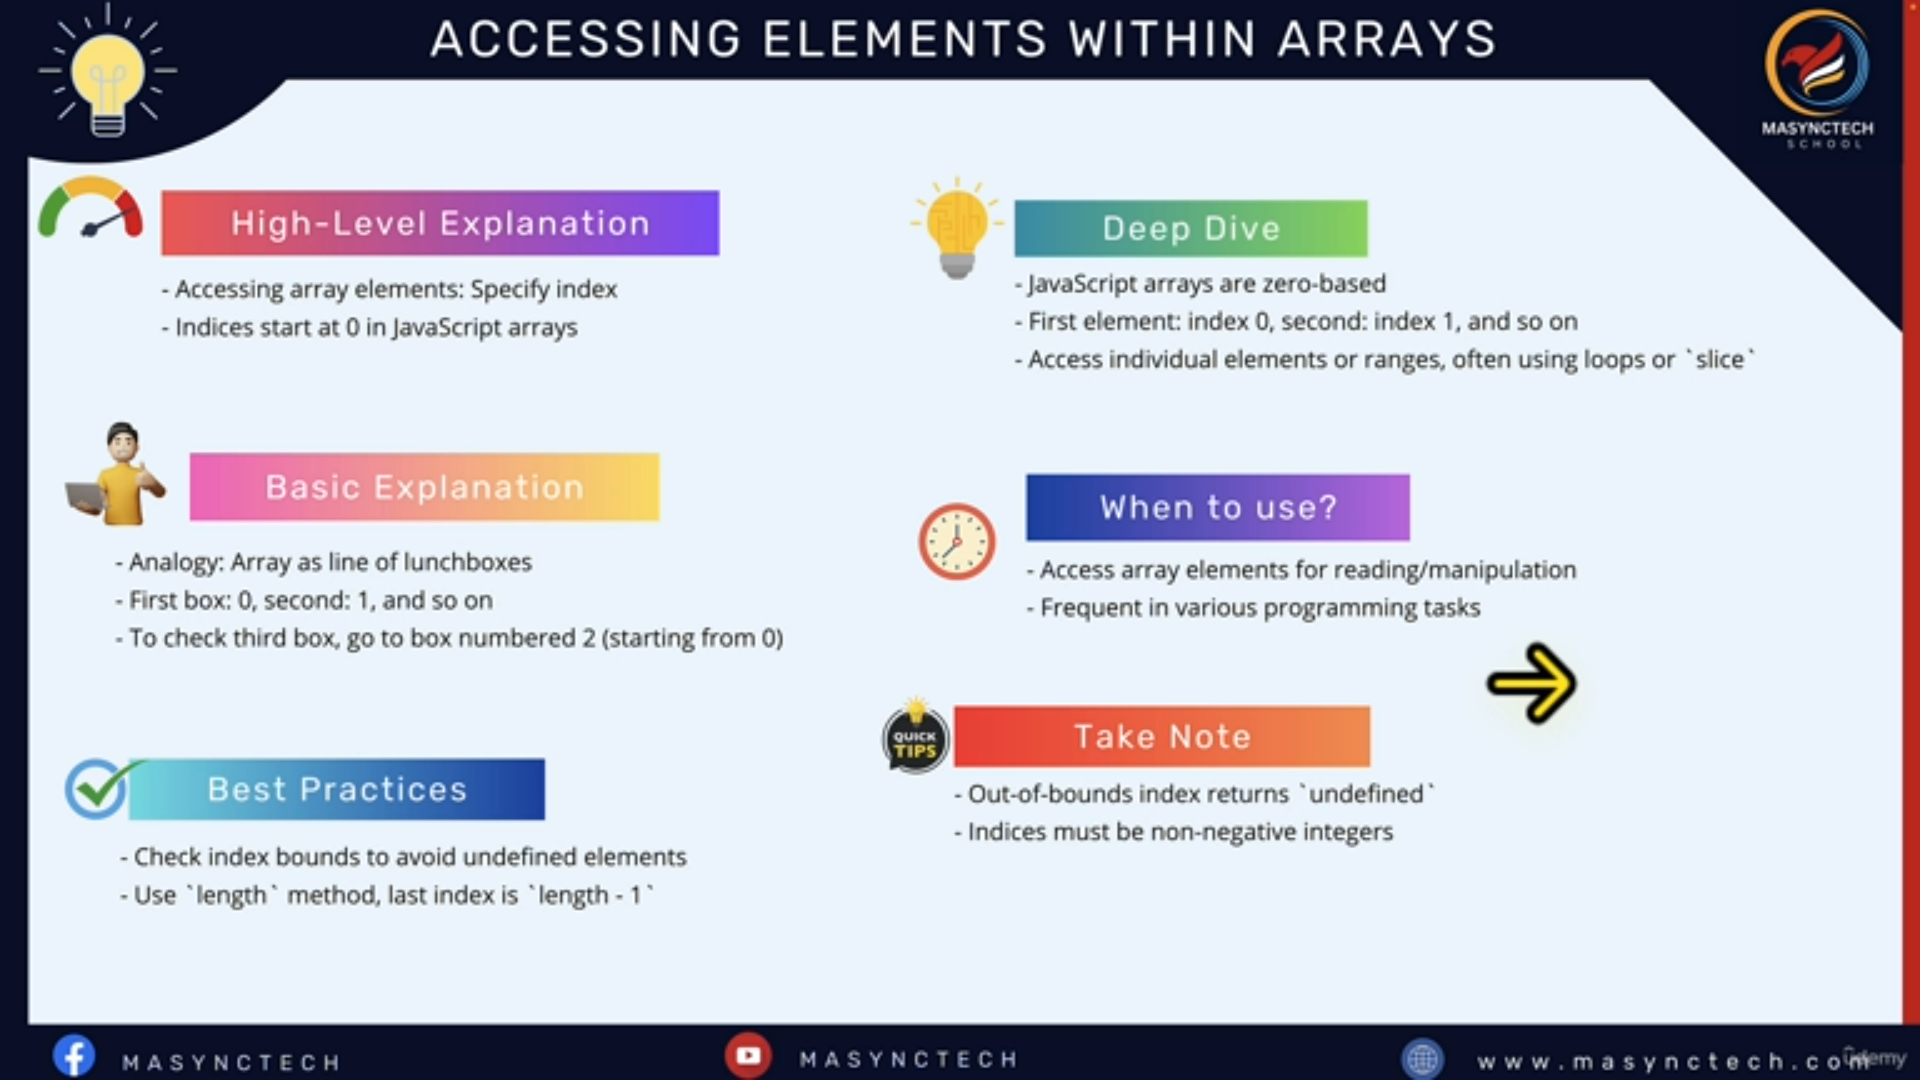 ACCESSING ELEMENTS WITHIN ARRAYS
MASYNCTECH
SCHOOL
High-Level Explanation
- Accessing array elements: Specify index
- Indices start at 0 in JavaScript arrays
Basic Explanation
- Analogy: Array as line of lunchboxes
- First box: 0, second: 1, and so on
- To check third box, go to box numbered 2 (starting from 0)
Best Practices
- Check index bounds to avoid undefined elements
- Use `length` method, last index is `length - 1`
Deep Dive
- JavaScript arrays are zero-based
- First element: index 0, second: index 1, and so on
- Access individual elements or ranges, often using loops or `slice`
When to use?
- Access array elements for reading/manipulation
- Frequent in various programming tasks
QUICK
TIPS
Take Note
- Out-of-bounds index returns `undefined`
- Indices must be non-negative integers
MASYNCTECH
MASYNCTECH
www.masynctech.com
Udemy